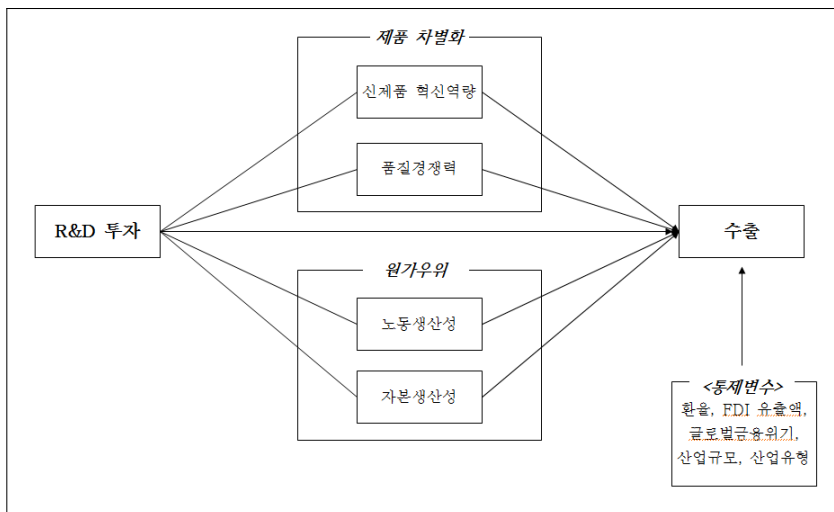 제품 차별화
신제품 혁신역량
품질경쟁력
R&D 투자
수출
원가우위
노동생산성
자본생산성
<통제변수>
환율, FDI 유출액,
글로벌금융위기,
산업규모, 산업유형